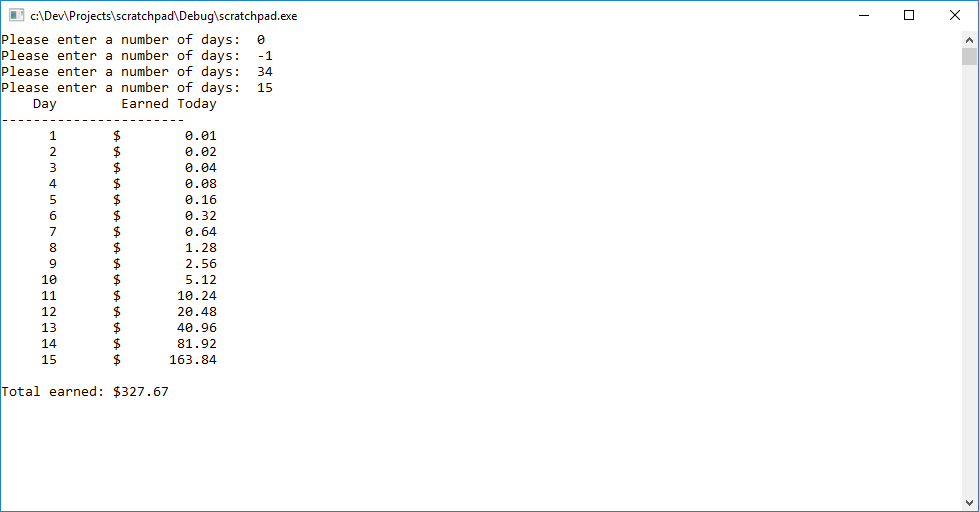 c:\Dev\Projects\scratchpad\Debug\scratchpad.exe
Please enter a number of days:  0
Please enter a number of days:  -1
Please enter a number of days:  34
Please enter a number of days:  15
    Day        Earned Today
-----------------------
      1       $        0.01
      2       $        0.02
      3       $        0.04
      4       $        0.08
      5       $        0.16
      6       $        0.32
      7       $        0.64
      8       $        1.28
      9       $        2.56
     10       $        5.12
     11       $       10.24
     12       $       20.48
     13       $       40.96
     14       $       81.92
     15       $      163.84
Total earned: $327.67